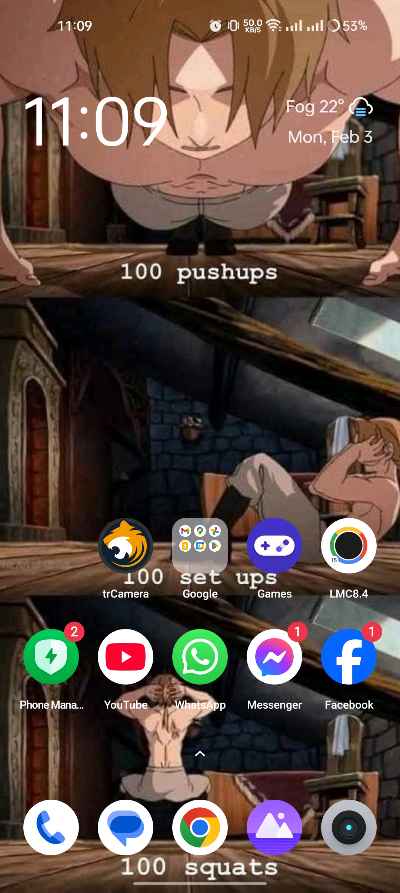 11:09
50.0
KB/S
53%
11:09
Fog 22°
Mon, Feb 3
100 pushups
100 set ups
trCamera
Google
Games
LMC8.4
2
1
1
Phone Mana...
YouTube
WhatsApp
Messenger
Facebook
100 squats